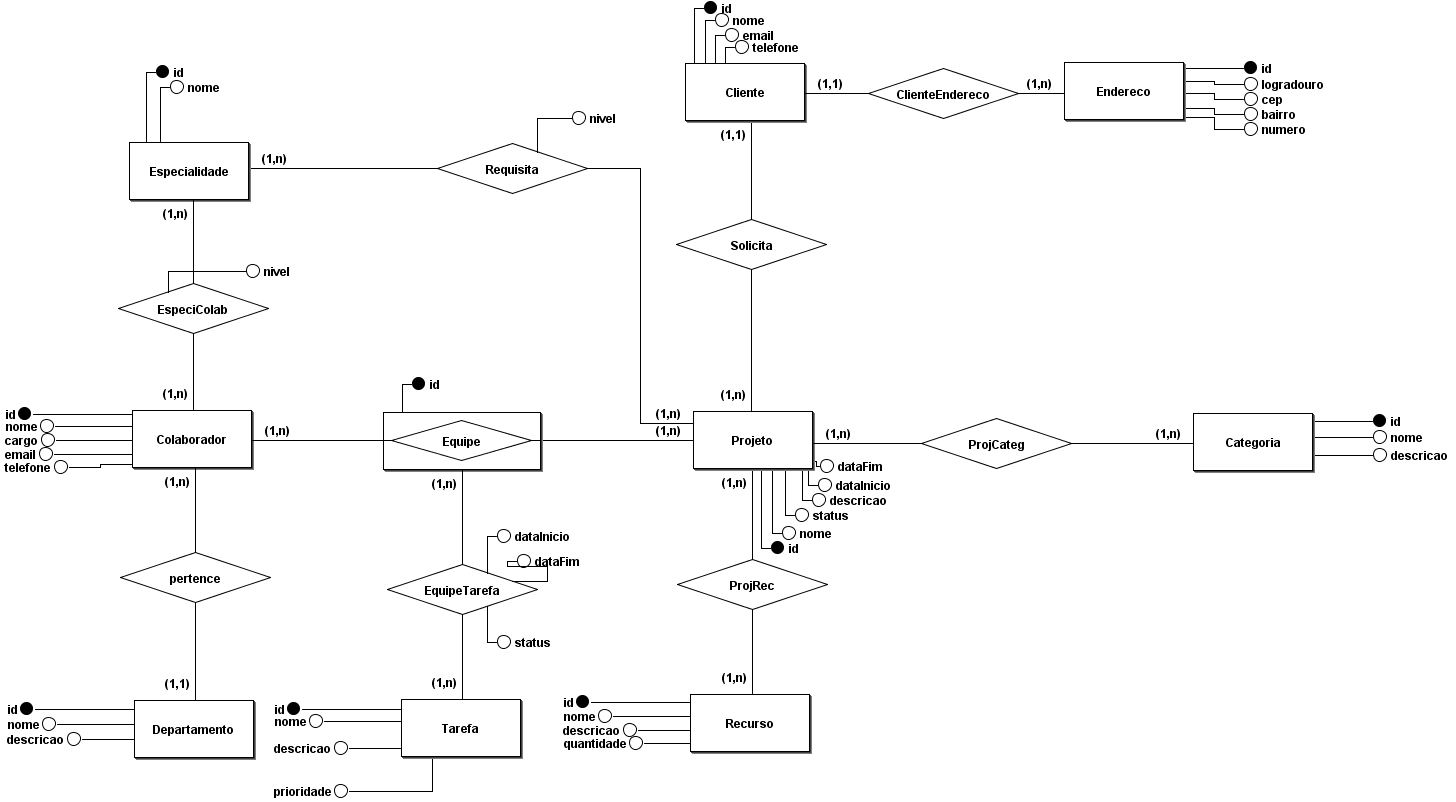 id
nome
email
telefone
Cliente
(1,1)
ClienteEndereco
(1,n)
Endereco
id
logradouro
cep
bairro
numero
id
nome
Especialidade
(1,n)
Requisita
nivel
(1,1)
Solicita
(1,n)
nivel
EspeciColab
(1,n)
(1,n)
(1,n)
(1,n)
id
nome
cargo
email
telefone
Colaborador
(1,n)
id
Equipe
Projeto
(1,n)
ProjCateg
(1,n)
Categoria
id
nome
descricao
dataFim
dataInicio
descricao
status
nome
id
(1,n)
pertence
(1,1)
(1,n)
dataInicio
dataFim
EquipeTarefa
status
(1,n)
(1,n)
ProjRec
(1,n)
id
nome
descricao
Departamento
id
nome
descricao
prioridade
Tarefa
id
nome
descricao
quantidade
Recurso